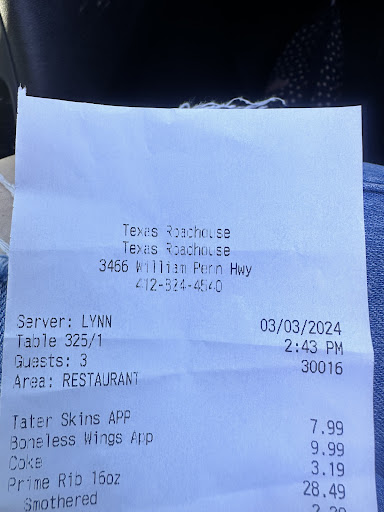 Texas Roadhouse
Texas Roadhouse
3466 William Penn Hwy
412-824-4540
Server: LYNN 03/03/2024
Table 325/1 2:43 PM
Guests: 3 30016
Area: RESTAURANT
Tater Skins APP 7.99
Boneless Wings App 9.99
Coke 3.19
Prime Rib 16oz 28.49
Smothered